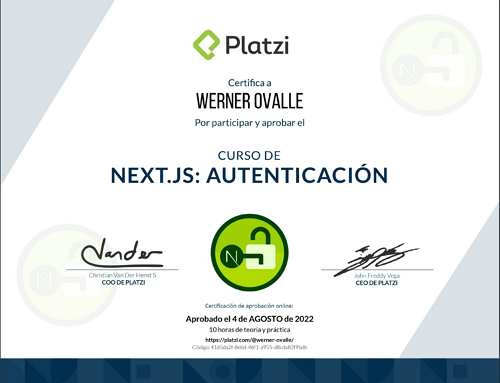 Platzi
Certifica a
WERNER OVALLE
Por participar y aprobar el
CURSO DE
NEXT.JS: AUTENTICACIÓN
N
N
N
Christian Van Der Henst S
COO DE PLATZI
John Freddy Vega
CEO DE PLATZI
Certificación de aprobación online:
Aprobado el 4 de AGOSTO de 2022
10 horas de teoría y práctica
https://platzi.com/@werner-ovalle/
Código: